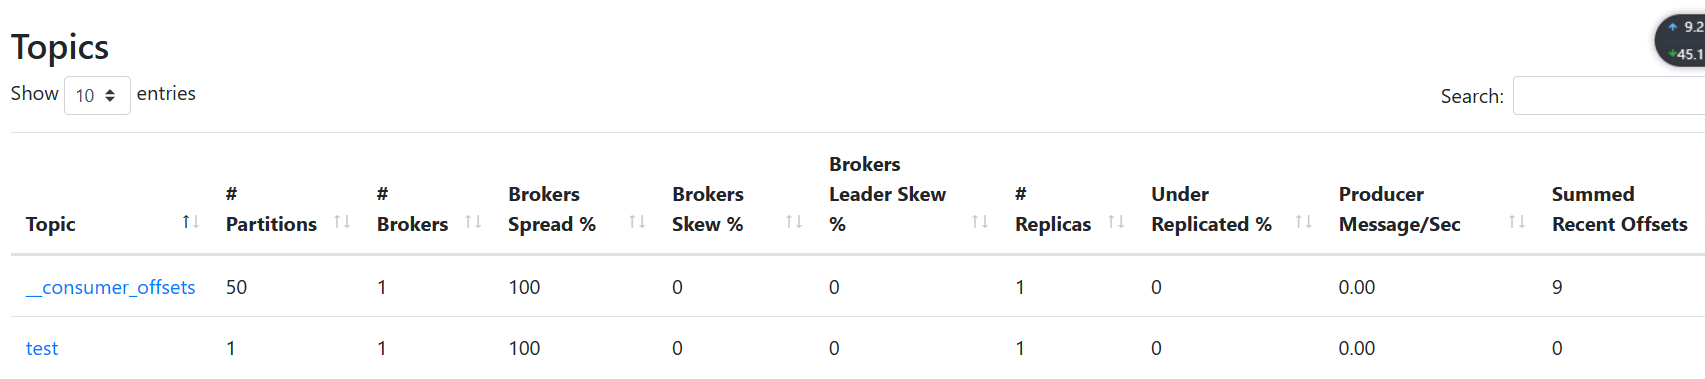 Topics
9.2
45.1
Show 10 entries
Search:
Topic
# Partitions
# Brokers
Brokers Spread %
Brokers Skew %
Brokers Leader Skew %
# Replicas
Under Replicated %
Producer Message/Sec
Summed Recent Offsets
__consumer_offsets 50 1 100 0 0 1 0 0.00 9
test 1 1 100 0 0 1 0 0.00 0